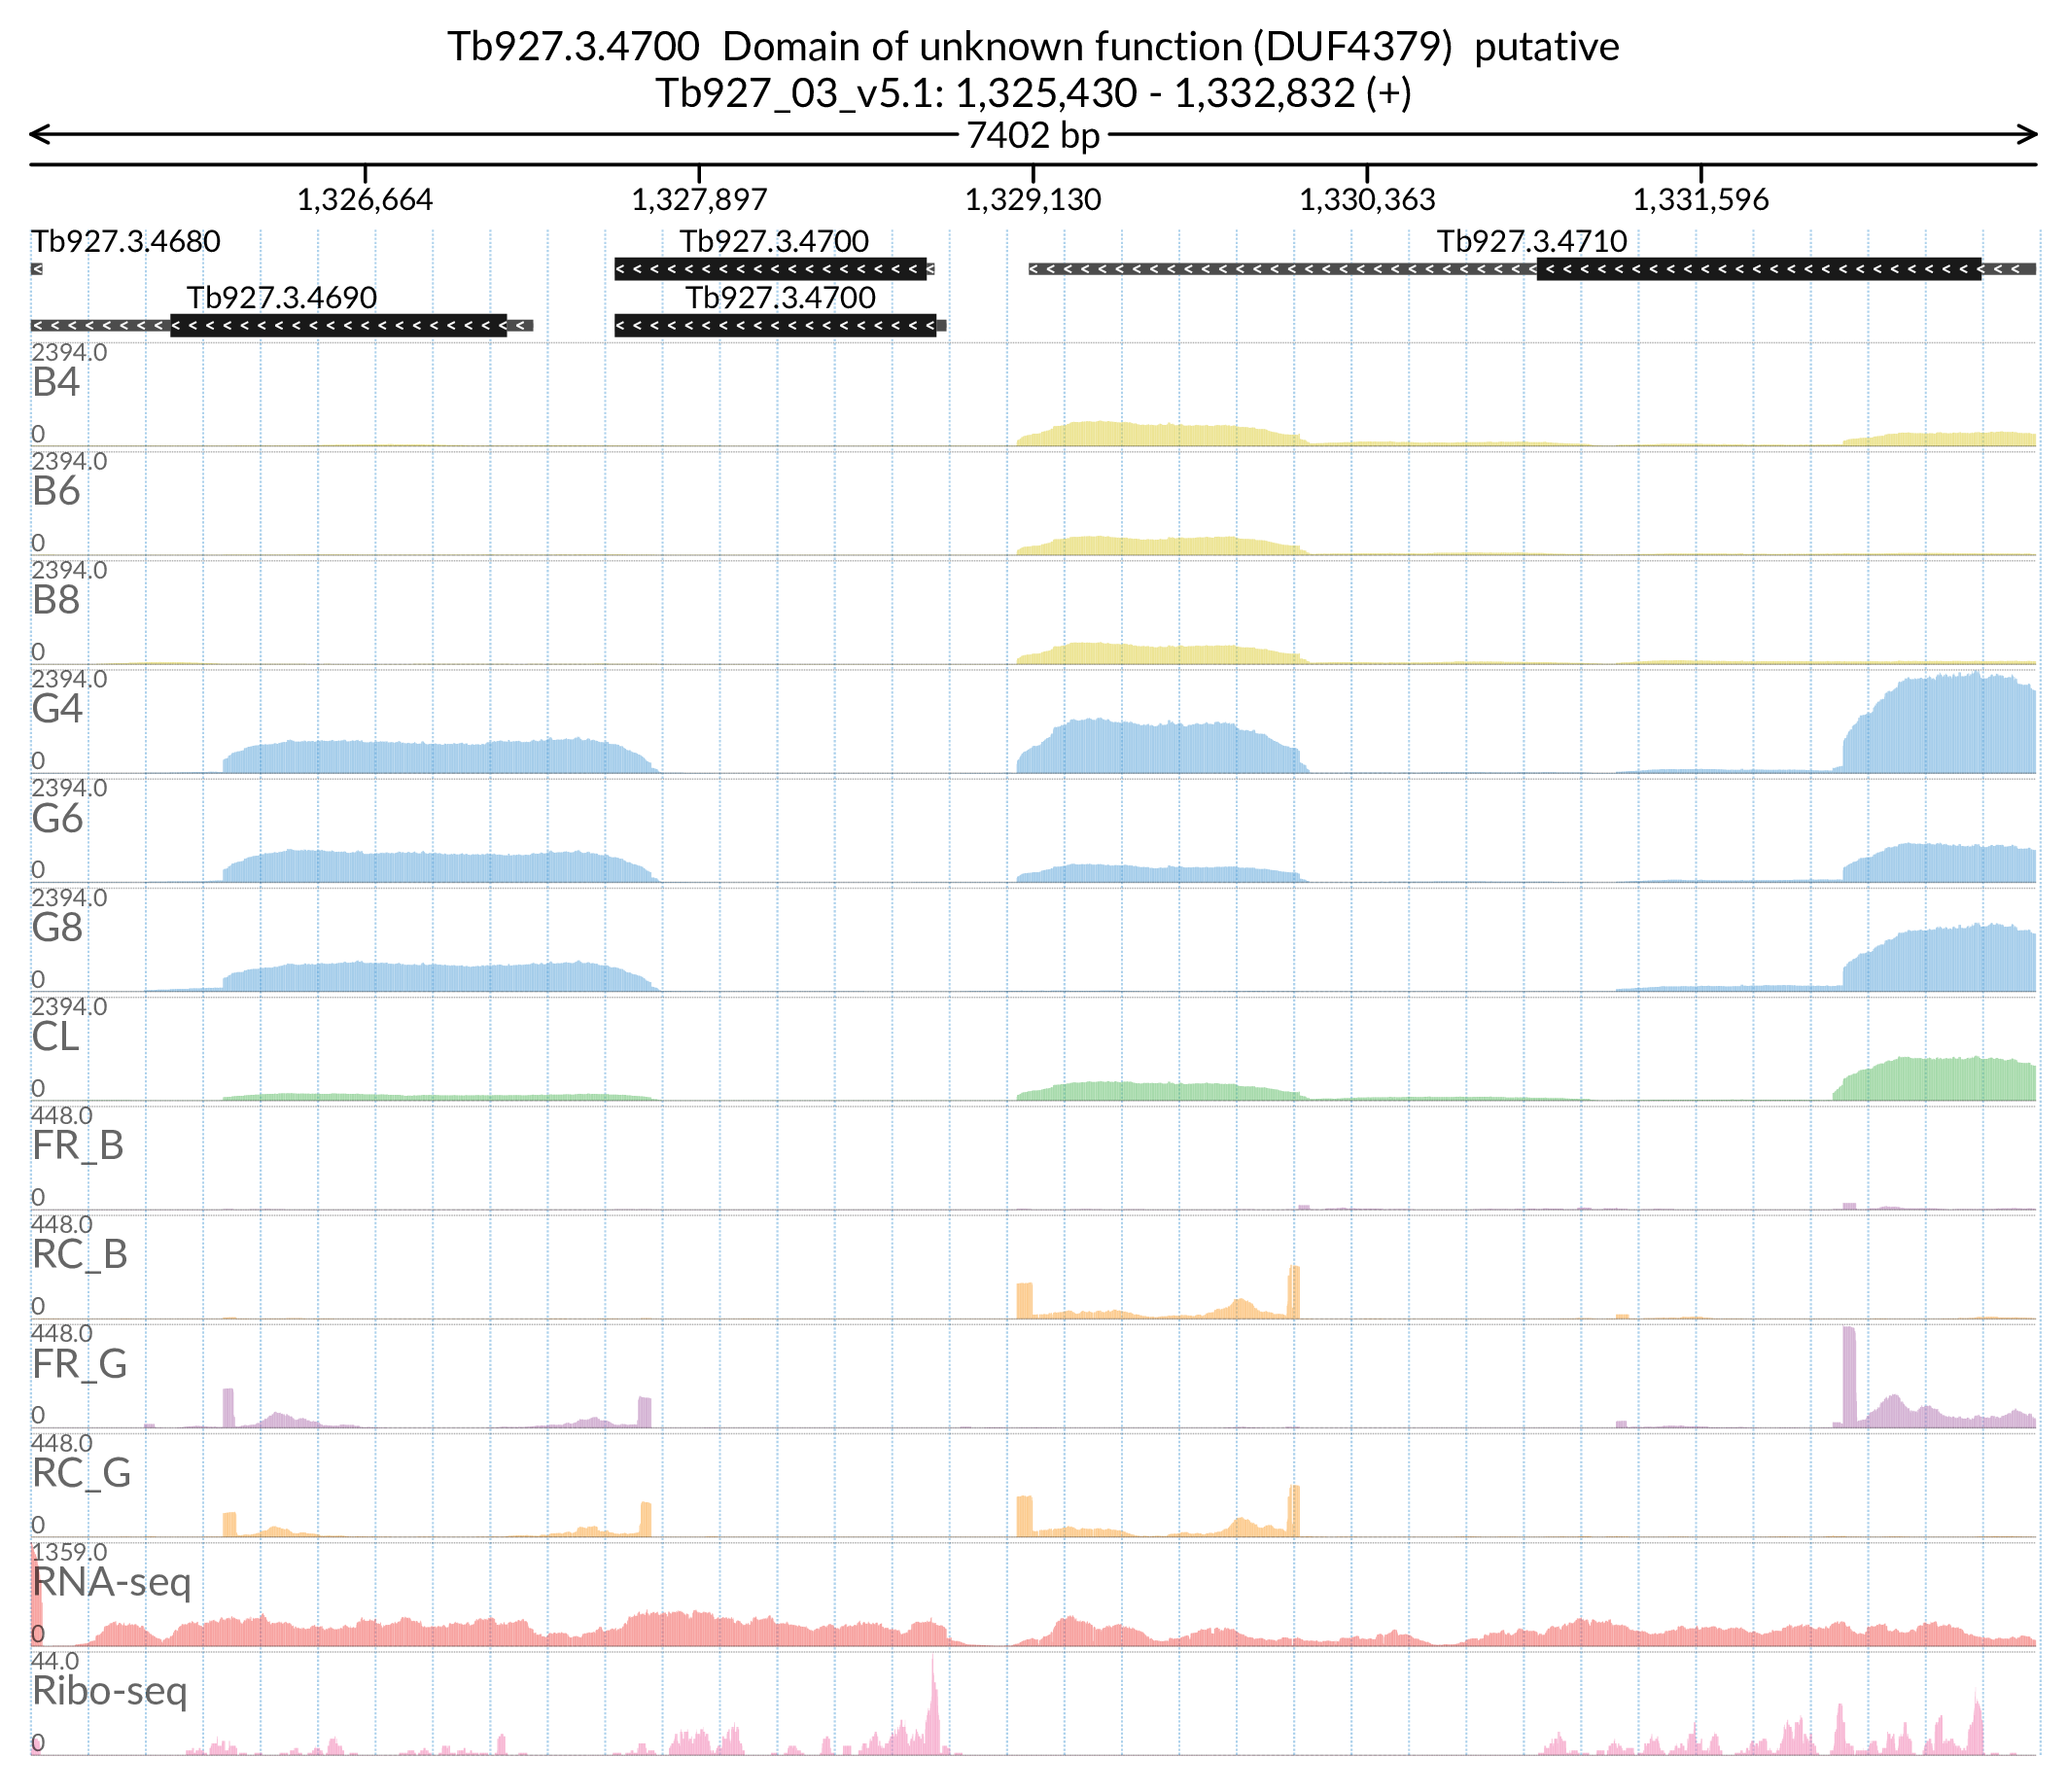 Tb927.3.4700  Domain of unknown function (DUF4379)  putative
Tb927_03_v5.1: 1,325,430 - 1,332,832 (+)
7402 bp
1,326,664 1,327,897 1,329,130 1,330,363 1,331,596
Tb927.3.4680 Tb927.3.4700 Tb927.3.4710
Tb927.3.4690 Tb927.3.4700
2394.0
B4
0
2394.0
B6
0
2394.0
B8
0
2394.0
G4
0
2394.0
G6
0
2394.0
G8
0
2394.0
CL
0
448.0
FR_B
0
448.0
RC_B
0
448.0
FR_G
0
448.0
RC_G
0
1359.0
RNA-seq
0
44.0
Ribo-seq
0